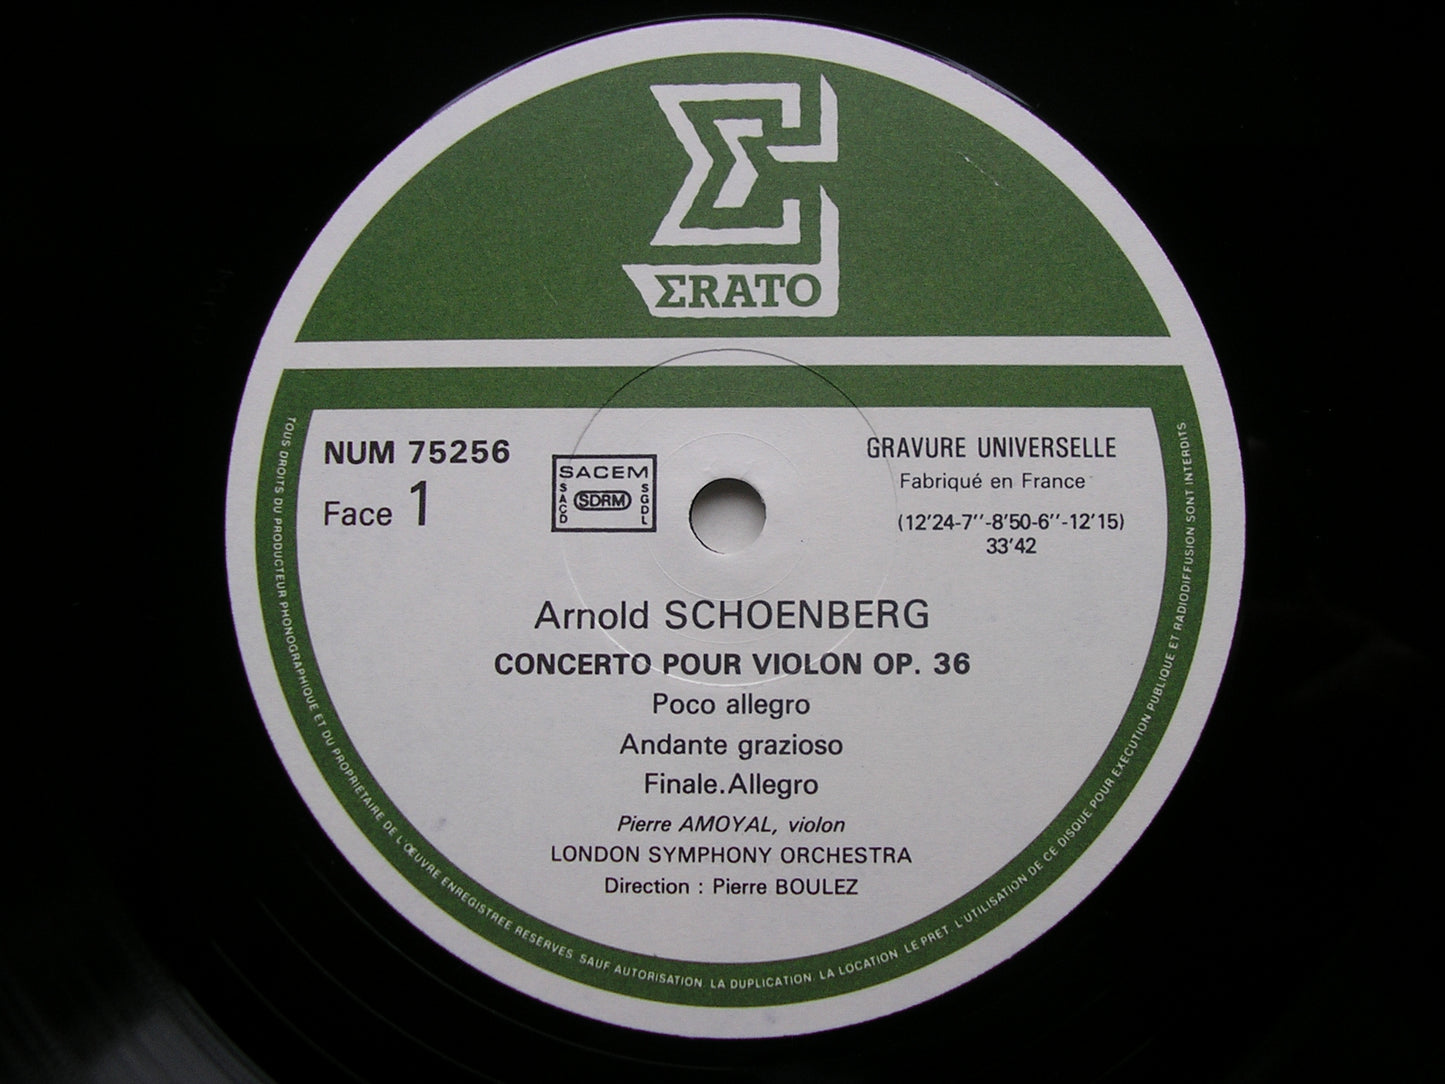 ΣRATO
NUM 75256
Face 1
SACEM
SACD
SDRM
SGDL
GRAVURE UNIVERSELLE
Fabriqué en France
(12'24-7''-8'50-6''-12'15)
33'42
Arnold SCHOENBERG
CONCERTO POUR VIOLON OP. 36
Poco allegro
Andante grazioso
Finale.Allegro
Pierre AMOYAL, violon
LONDON SYMPHONY ORCHESTRA
Direction : Pierre BOULEZ
TOUS DROITS DU PRODUCTEUR PHONOGRAPHIQUE ET DU PROPRIETAIRE DE L'ŒUVRE ENREGISTREE RESERVES. SAUF AUTORISATION. LA DUPLICATION. LA LOCATION. LE PRET. L'UTILISATION DE CE DISQUE POUR EXECUTION PUBLIQUE ET RADIODIFFUSION SONT INTERDITS